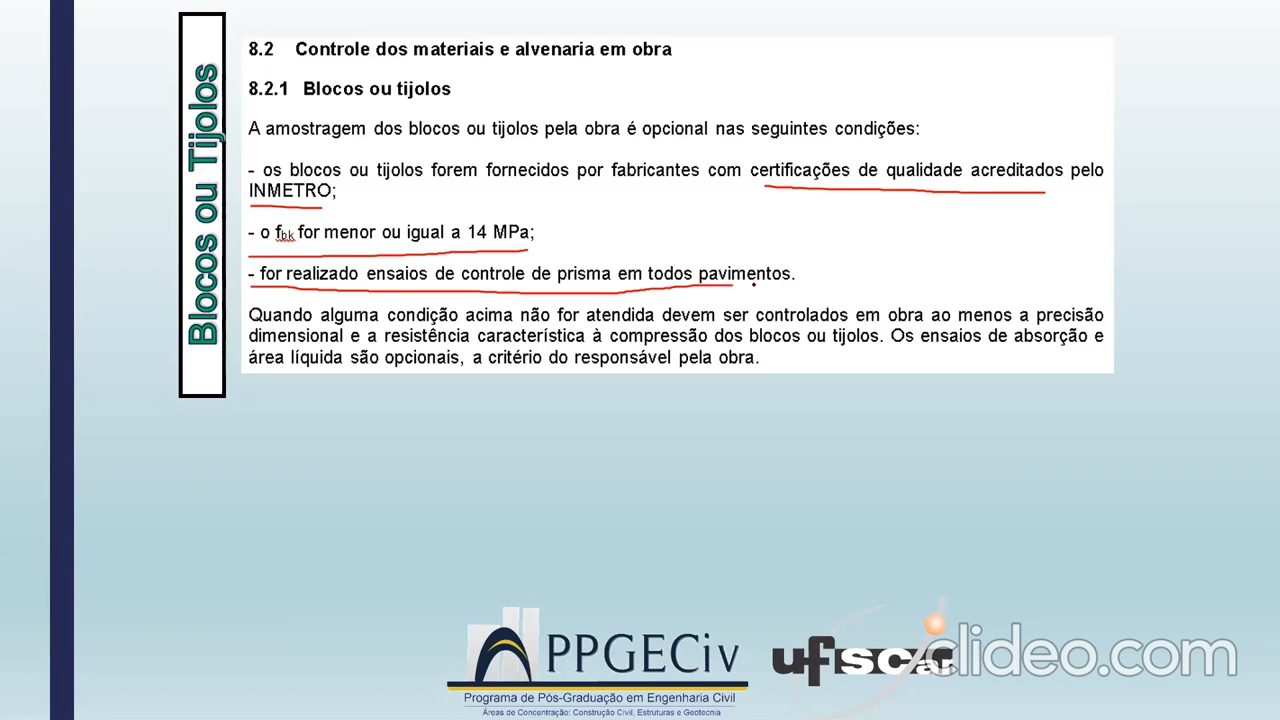 Blocos ou Tijolos
8.2 Controle dos materiais e alvenaria em obra
8.2.1 Blocos ou tijolos
A amostragem dos blocos ou tijolos pela obra é opcional nas seguintes condições:
- os blocos ou tijolos forem fornecidos por fabricantes com certificações de qualidade acreditados pelo
INMETRO;
- o fbk for menor ou igual a 14 MPa;
- for realizado ensaios de controle de prisma em todos pavimentos.
Quando alguma condição acima não for atendida devem ser controlados em obra ao menos a precisão
dimensional e a resistência característica à compressão dos blocos ou tijolos. Os ensaios de absorção e
área líquida são opcionais, a critério do responsável pela obra.
PPGECiv
Programa de Pós-Graduação em Engenharia Civil
Áreas de Concentração: Construção Civil, Estruturas e Geotecnia
ufscar
clideo.com